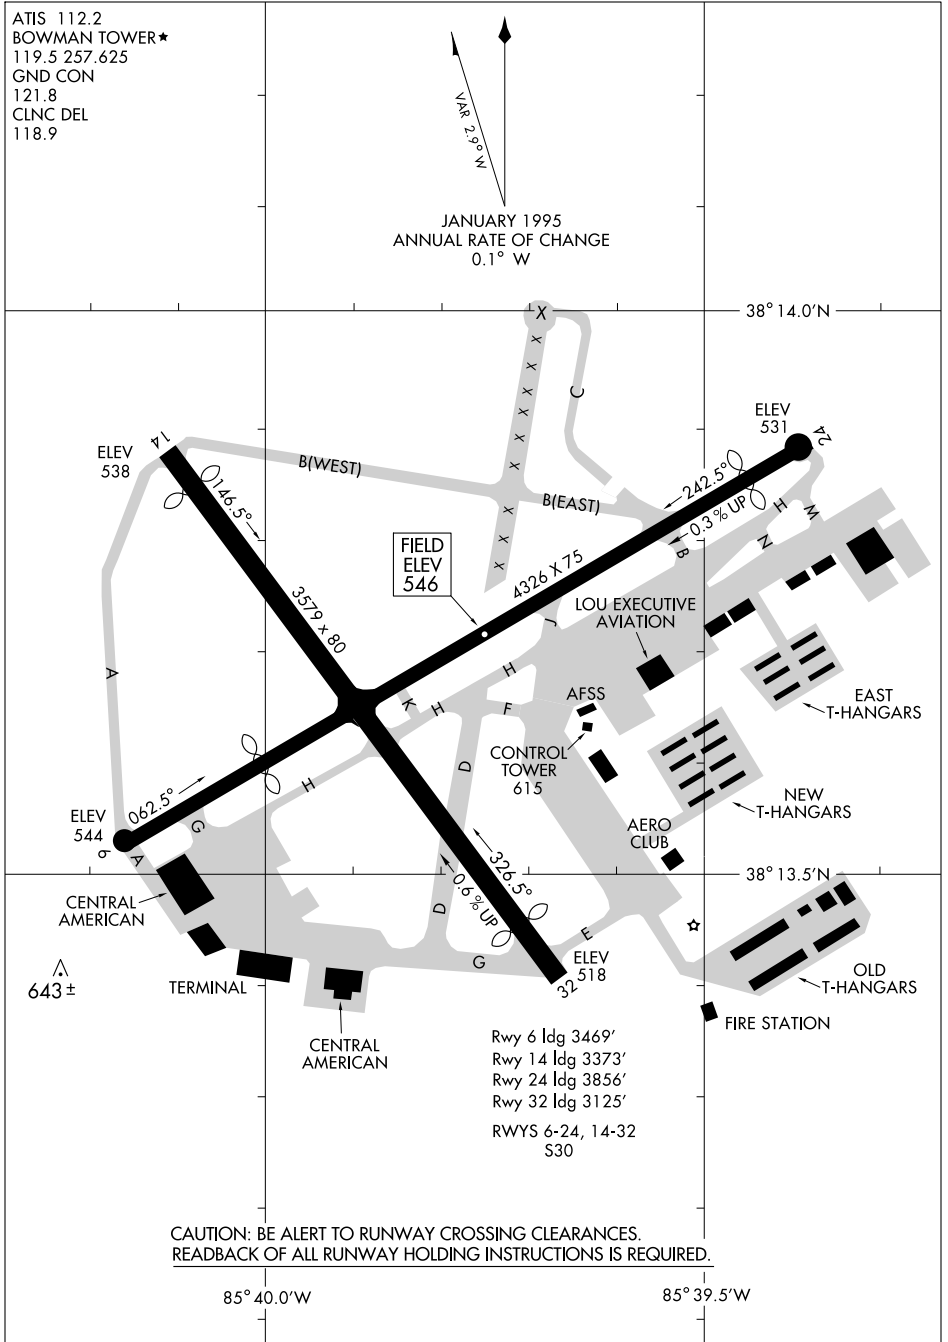 ATIS 112.2
BOWMAN TOWER★
119.5 257.625
GND CON
121.8
CLNC DEL
118.9
VAR 2.9° W
JANUARY 1995
ANNUAL RATE OF CHANGE
0.1° W
38°14.0'N
X
X
X
X
X
X
X
X
X
X
C
ELEV
531
24
ELEV
538
14
B(WEST)
B(EAST)
146.5°
242.5°
0.3% UP
H
W
N
B
FIELD
ELEV
546
4326 X 75
3579 x 80
LOU EXECUTIVE
AVIATION
J
A
H
K
H
F
AFSS
EAST
T-HANGARS
CONTROL
TOWER
615
D
H
062.5°
G
ELEV
544
6
A
NEW
T-HANGARS
AERO
CLUB
326.5°
0.6% UP
38°13.5'N
CENTRAL
AMERICAN
D
E
G
ELEV
518
32
643±
TERMINAL
OLD
T-HANGARS
FIRE STATION
CENTRAL
AMERICAN
Rwy 6 ldg 3469'
Rwy 14 ldg 3373'
Rwy 24 ldg 3856'
Rwy 32 ldg 3125'
RWYS 6-24, 14-32
S30
CAUTION: BE ALERT TO RUNWAY CROSSING CLEARANCES.
READBACK OF ALL RUNWAY HOLDING INSTRUCTIONS IS REQUIRED.
85°40.0'W
85°39.5'W